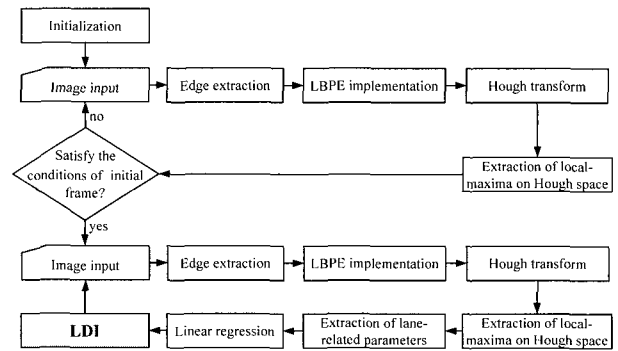 Initialization
Image input
Edge extraction
LBPE implementation
Hough transform
no
Satisfy the
conditions of initial
frame?
Extraction of local-
maxima on Hough space
yes
Image input
Edge extraction
LBPE implementation
Hough transform
LDI
Linear regression
Extraction of lane-
related parameters
Extraction of local-
maxima on Hough space